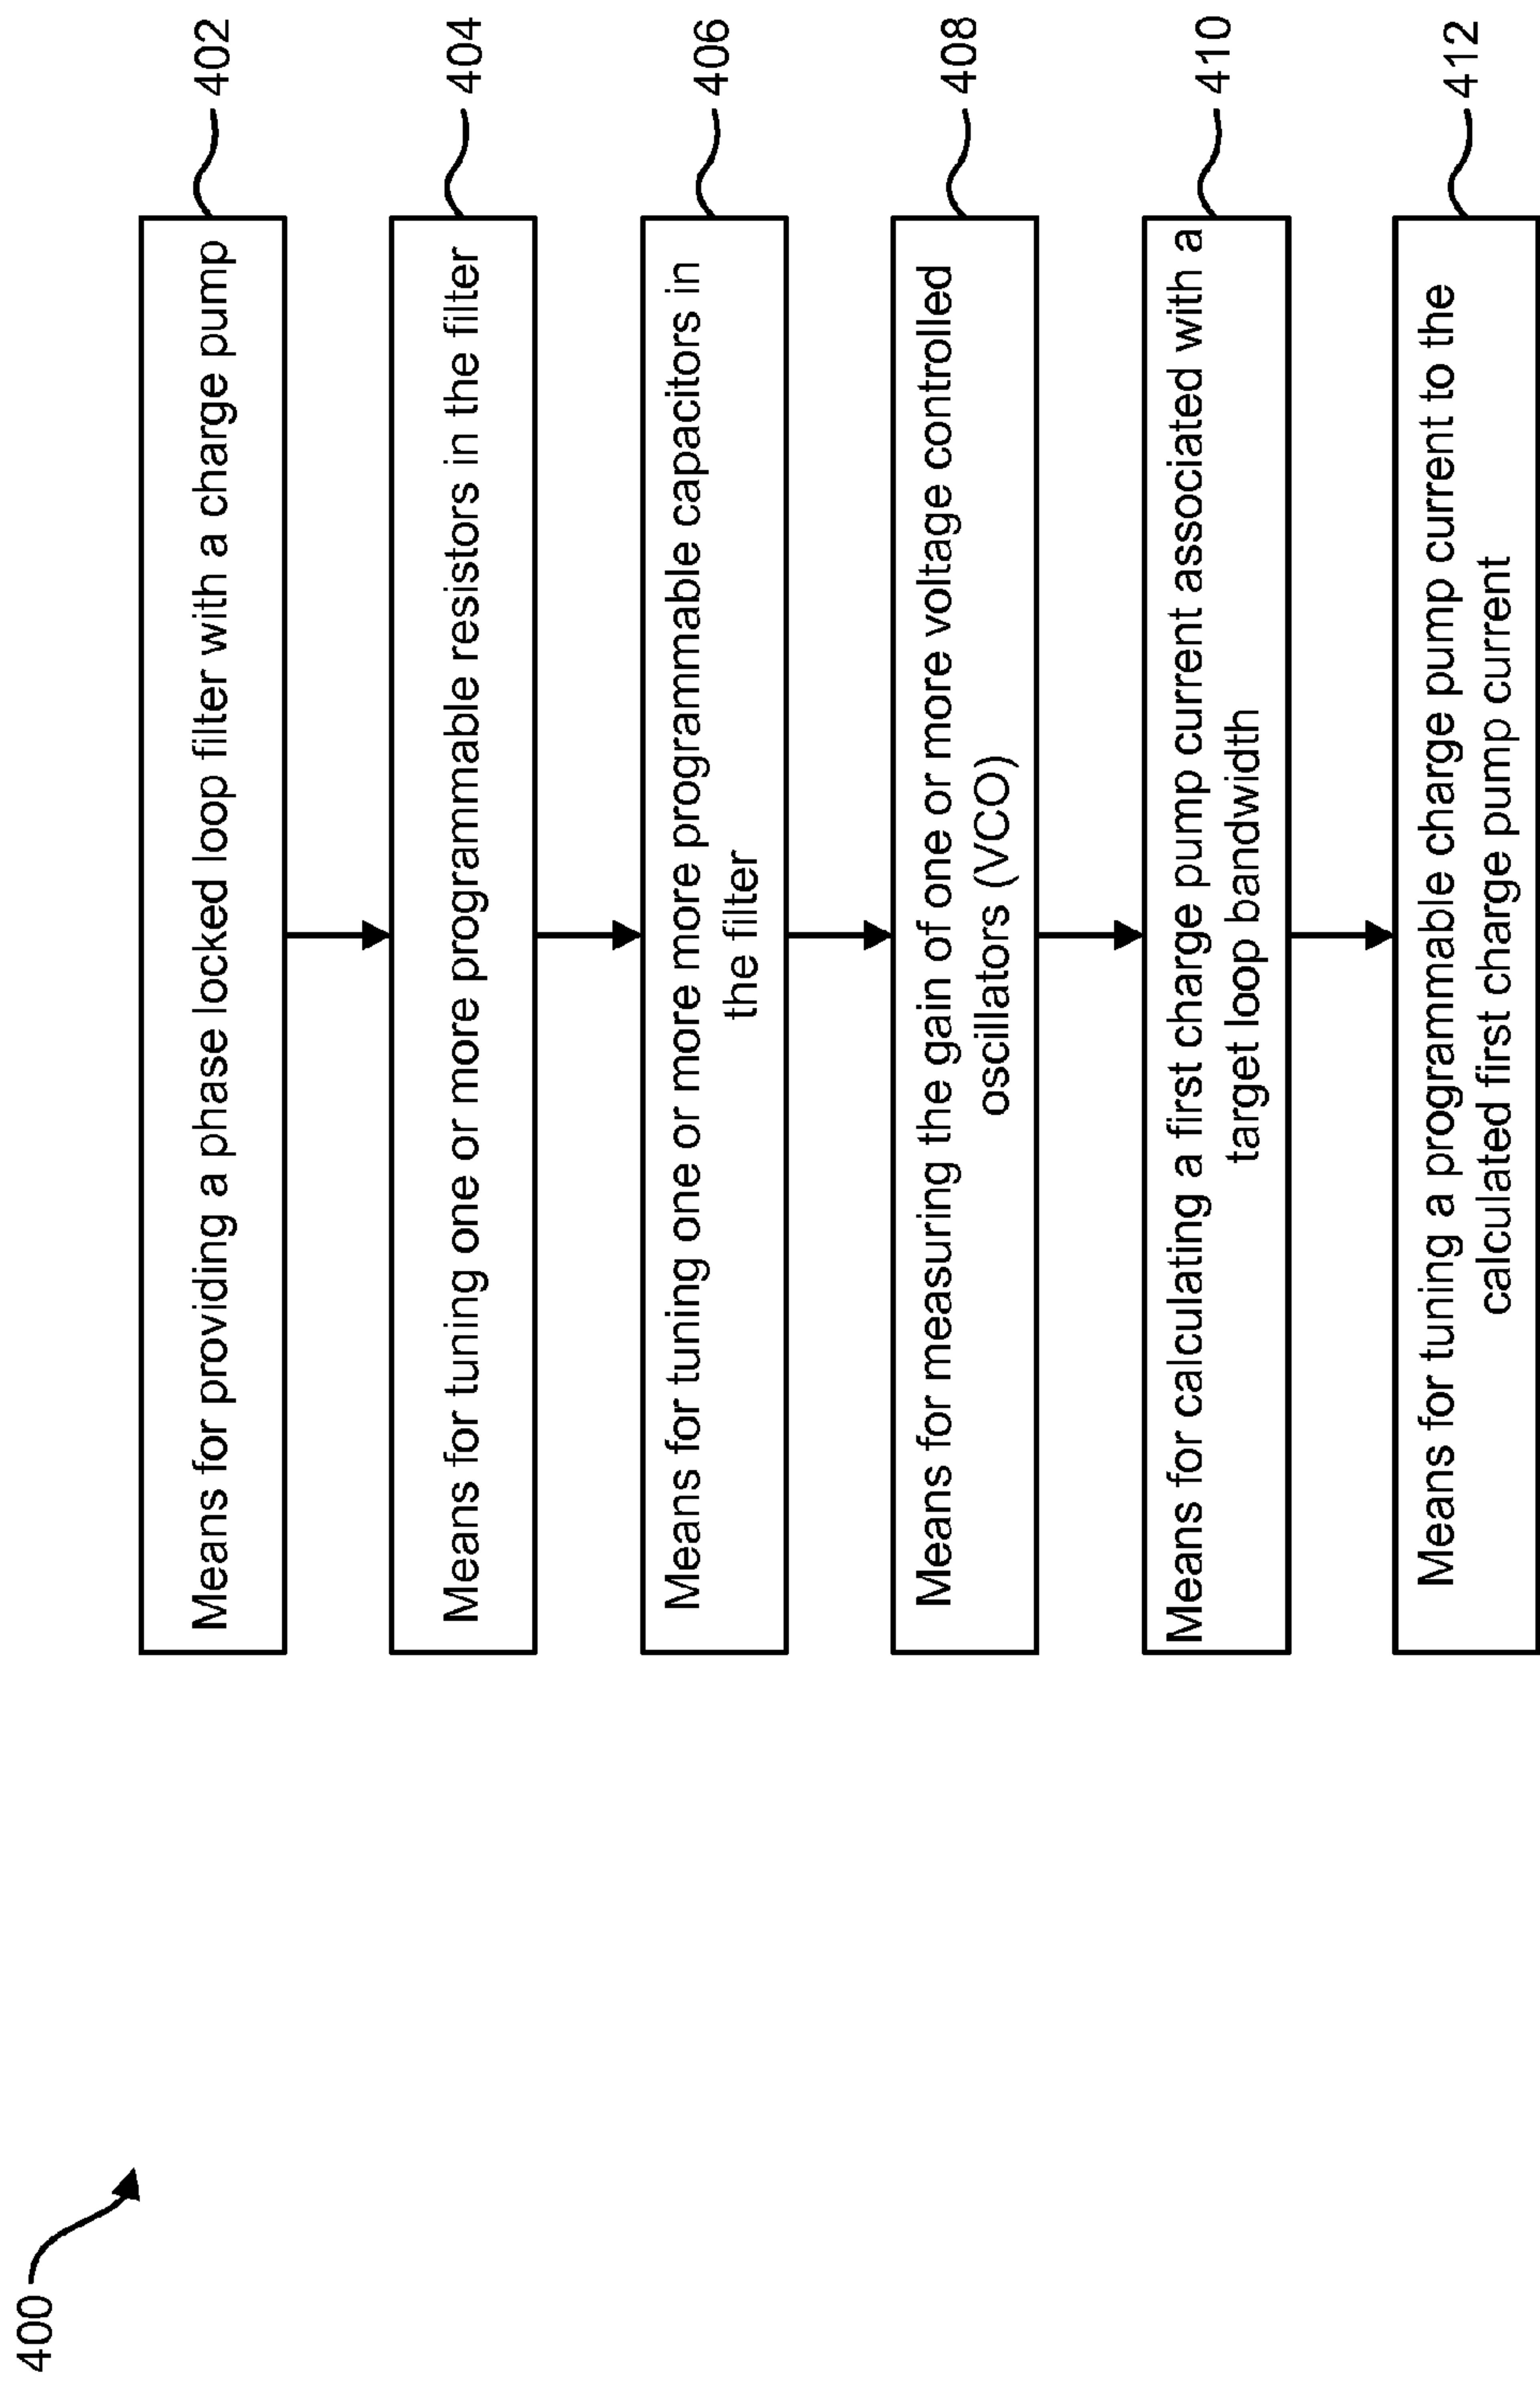 400
Means for providing a phase locked loop filter with a charge pump
402
Means for tuning one or more programmable resistors in the filter
404
Means for tuning one or more more programmable capacitors in
the filter
406
Means for measuring the gain of one or more voltage controlled
oscillators (VCO)
408
Means for calculating a first charge pump current associated with a
target loop bandwidth
410
Means for tuning a programmable charge pump current to the
calculated first charge pump current
412